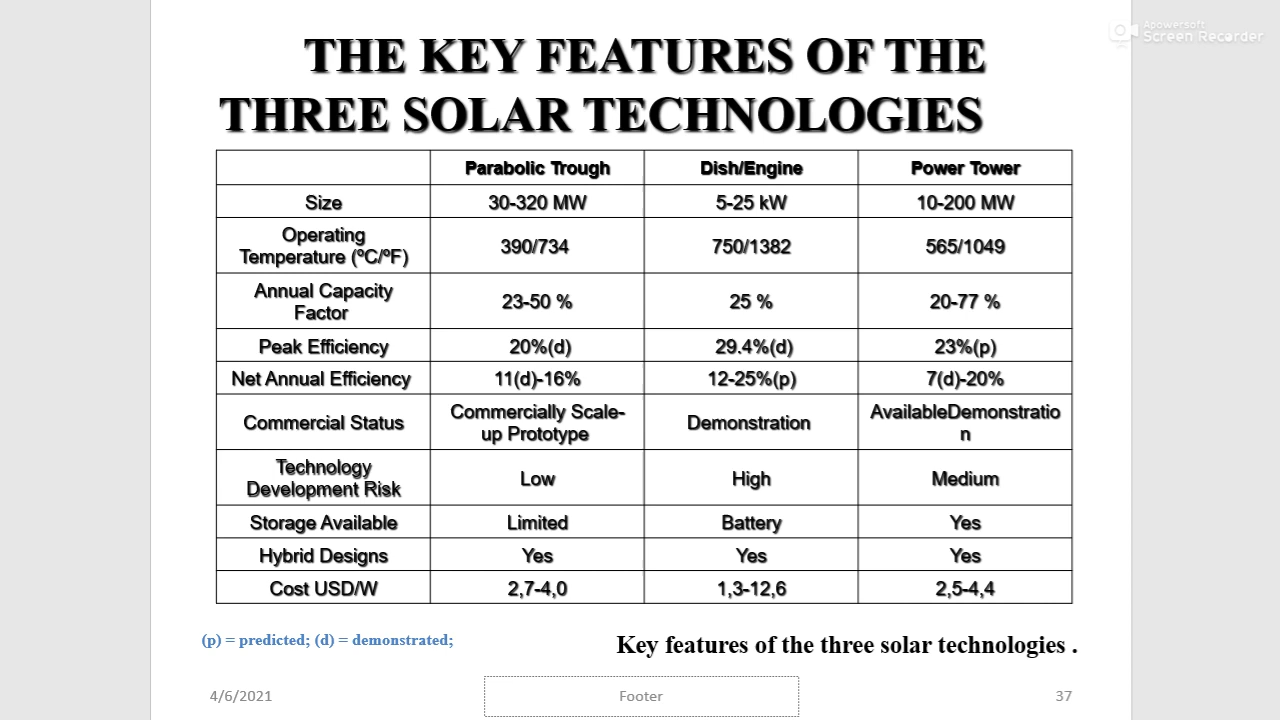 Apowersoft
Screen Recorder
THE KEY FEATURES OF THE
THREE SOLAR TECHNOLOGIES
Parabolic Trough Dish/Engine Power Tower
Size 30-320 MW 5-25 kW 10-200 MW
Operating
Temperature (ºC/ºF) 390/734 750/1382 565/1049
Annual Capacity
Factor 23-50 % 25 % 20-77 %
Peak Efficiency 20%(d) 29.4%(d) 23%(p)
Net Annual Efficiency 11(d)-16% 12-25%(p) 7(d)-20%
Commercial Status Commercially Scale-
up Prototype Demonstration AvailableDemonstratio
n
Technology
Development Risk Low High Medium
Storage Available Limited Battery Yes
Hybrid Designs Yes Yes Yes
Cost USD/W 2,7-4,0 1,3-12,6 2,5-4,4
(p) = predicted; (d) = demonstrated;
Key features of the three solar technologies .
4/6/2021 Footer 37